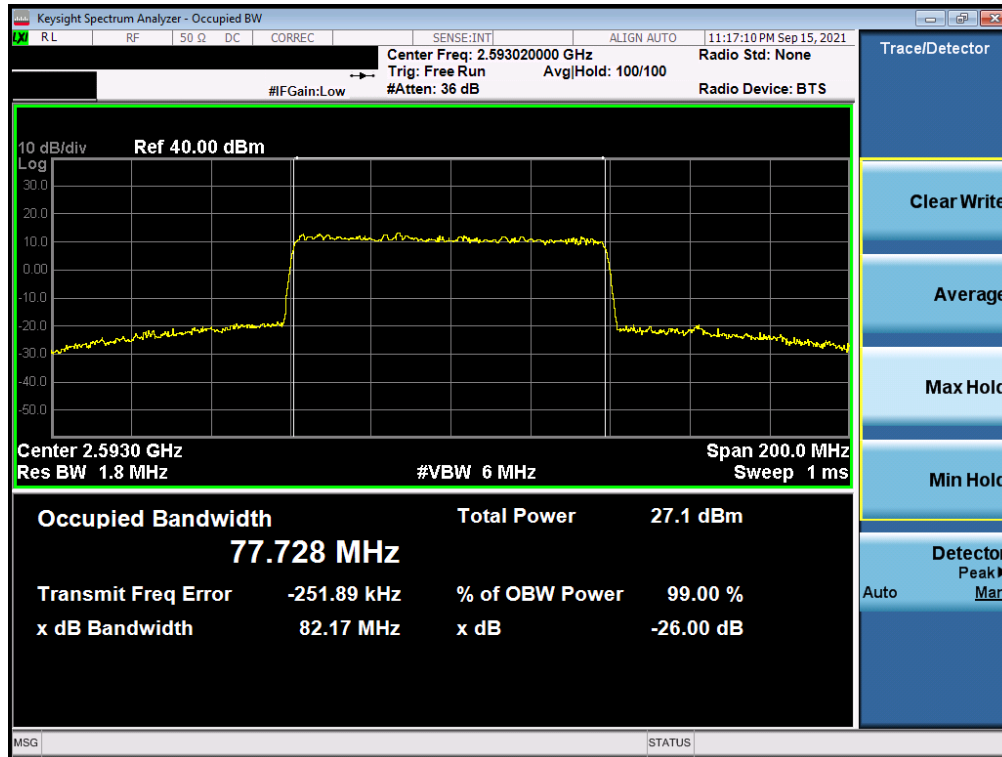 Keysight Spectrum Analyzer - Occupied BW
LXI RL RF 50 Ω DC CORREC SENSE:INT ALIGN AUTO 11:17:10 PM Sep 15, 2021
Center Freq: 2.593020000 GHz Radio Std: None
Trig: Free Run Avg|Hold: 100/100
#IFGain:Low #Atten: 36 dB Radio Device: BTS
10 dB/div Ref 40.00 dBm
Log
30.0
20.0
10.0
0.00
-10.0
-20.0
-30.0
-40.0
-50.0
Center 2.5930 GHz Span 200.0 MHz
Res BW 1.8 MHz #VBW 6 MHz Sweep 1 ms
Occupied Bandwidth Total Power 27.1 dBm
77.728 MHz
Transmit Freq Error -251.89 kHz % of OBW Power 99.00 %
x dB Bandwidth 82.17 MHz x dB -26.00 dB
MSG STATUS
Trace/Detector
Clear Write
Average
Max Hold
Min Hold
Detector
Peak▶
Auto Man